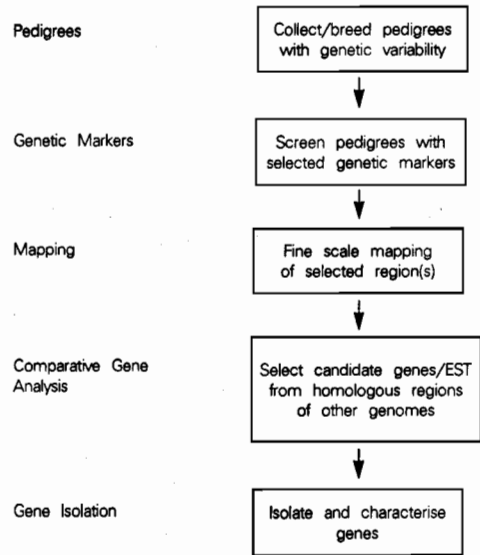 Pedigrees
Collect/breed pedigrees
with genetic variability
Genetic Markers
Screen pedigrees with
selected genetic markers
Mapping
Fine scale mapping
of selected region(s)
Comparative Gene
Analysis
Select candidate genes/EST
from homologous regions
of other genomes
Gene Isolation
Isolate and characterise
genes